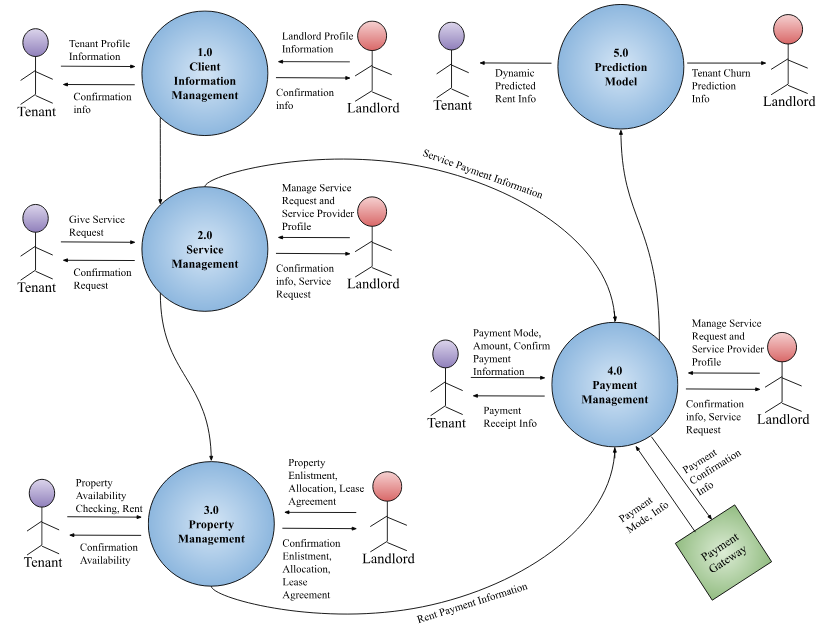 1.0
Client
Information
Management
Tenant Profile
Information
Confirmation
info
Tenant
Landlord Profile
Information
Confirmation
info
Landlord
5.0
Prediction
Model
Dynamic
Predicted
Rent Info
Tenant
Tenant Churn
Prediction
Info
Landlord
Service Payment Information
2.0
Service
Management
Give Service
Request
Confirmation
Request
Tenant
Manage Service
Request and
Service Provider
Profile
Confirmation
info, Service
Request
Landlord
4.0
Payment
Management
Payment Mode,
Amount, Confirm
Payment
Information
Payment
Receipt Info
Tenant
Manage Service
Request and
Service Provider
Profile
Confirmation
info, Service
Request
Landlord
3.0
Property
Management
Property
Availability
Checking, Rent
Confirmation
Availability
Tenant
Property
Enlistment,
Allocation, Lease
Agreement
Confirmation
Enlistment,
Allocation,
Lease
Agreement
Landlord
Payment
Confirmation
Info
Payment
Mode, Info
Payment
Gateway
Rent Payment Information